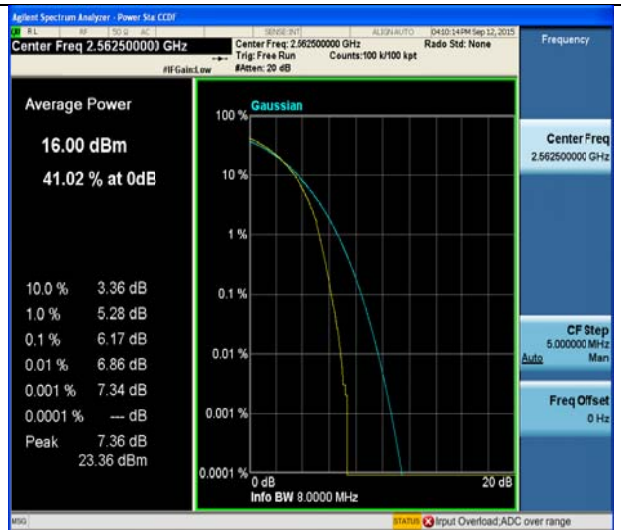 Agilent Spectrum Analyzer - Power Sta CCDF
RL RF 50 Ω AC SENSE:INT ALIGN AUTO 04:10:14 PM Sep 12, 2015
Center Freq 2.562500000 GHz
Center Freq: 2.562500000 GHz Rado Std: None
Trig: Free Run Counts:100 k/100 kpt
#IFGain:Low #Atten: 20 dB
Frequency
Average Power
16.00 dBm
41.02 % at 0dB
10.0 % 3.36 dB
1.0 % 5.28 dB
0.1 % 6.17 dB
0.01 % 6.86 dB
0.001 % 7.34 dB
0.0001 % --- dB
Peak 7.36 dB
23.36 dBm
Gaussian
100 %
10 %
1 %
0.1 %
0.01 %
0.001 %
0.0001 %
0 dB 20 dB
Info BW 8.0000 MHz
Center Freq
2.562500000 GHz
CF Step
5.000000 MHz
Auto Man
Freq Offset
0 Hz
MSG STATUS Input Overload;ADC over range